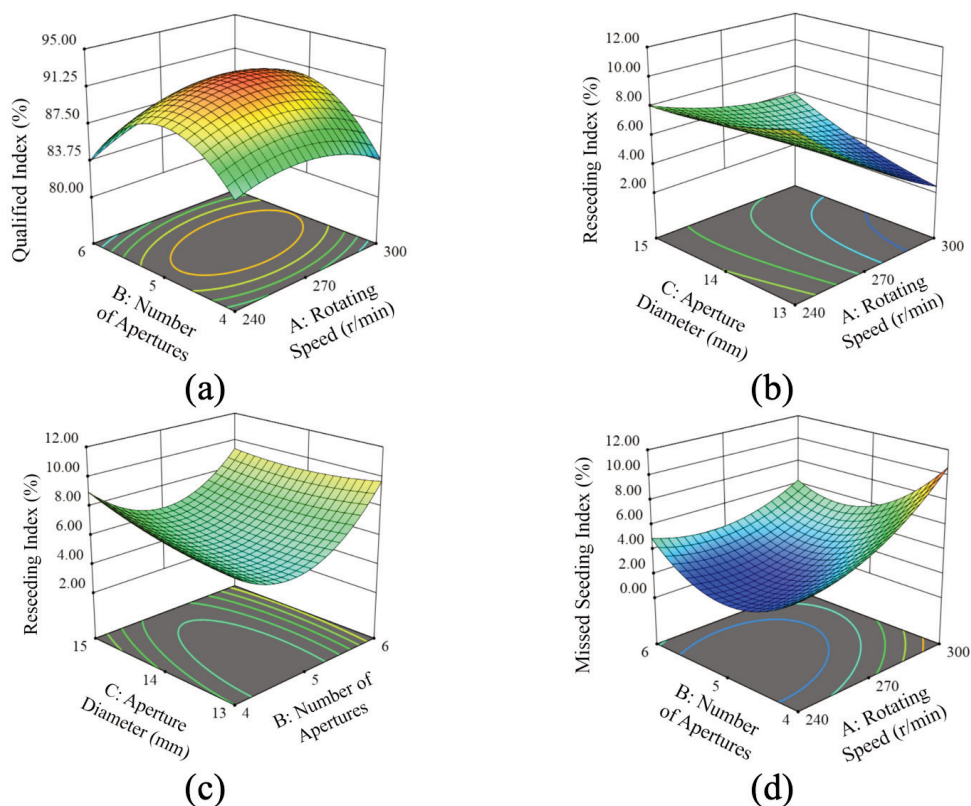 95.00
91.25
87.50
83.75
80.00
Qualified Index (%)
6
5
4
240
270
300
B: Number
of Apertures
A: Rotating
Speed (r/min)
(a)
12.00
10.00
8.00
6.00
4.00
2.00
Reseeding Index (%)
15
14
13
240
270
300
C: Aperture
Diameter (mm)
A: Rotating
Speed (r/min)
(b)
12.00
10.00
8.00
6.00
4.00
2.00
Reseeding Index (%)
15
14
13
4
5
6
C: Aperture
Diameter (mm)
B: Number of
Apertures
(c)
12.00
10.00
8.00
6.00
4.00
2.00
0.00
Missed Seeding Index (%)
6
5
4
240
270
300
B: Number
of Apertures
A: Rotating
Speed (r/min)
(d)